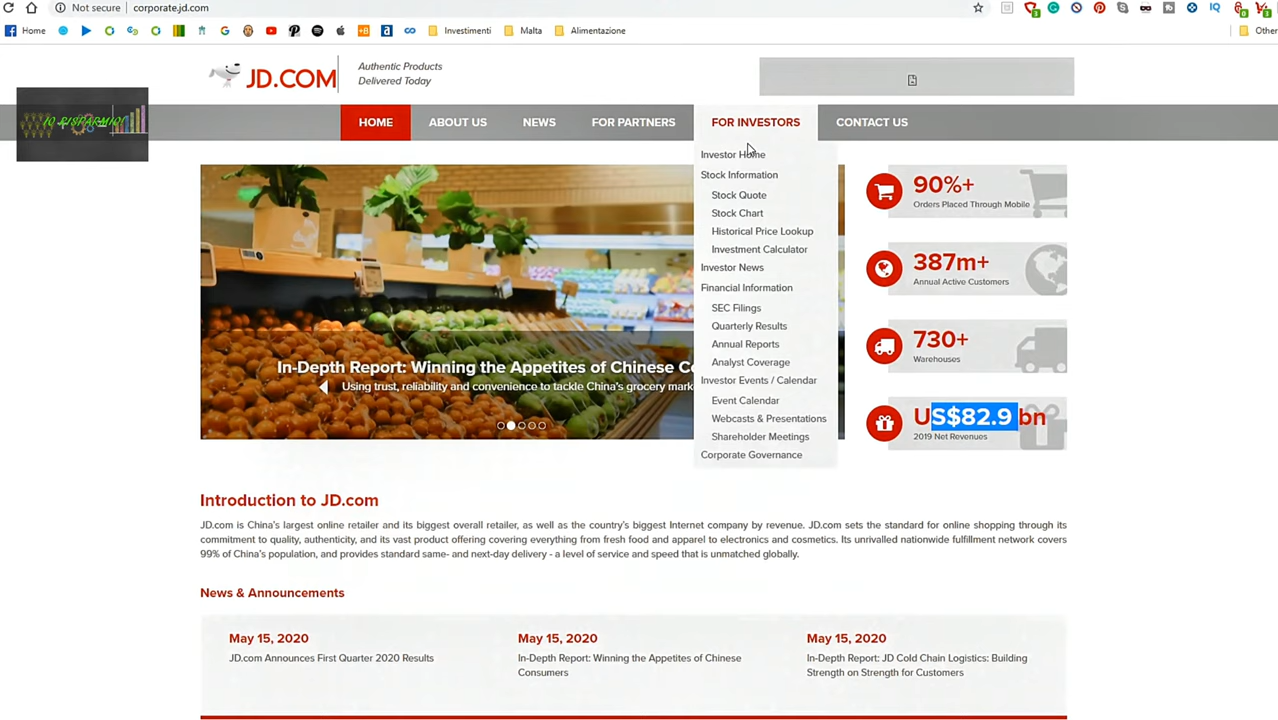 Not secure
corporate.jd.com
Home
Investimenti
Malta
Alimentazione
Other
JD.COM
Authentic Products
Delivered Today
IO RISPARMIO!
HOME
ABOUT US
NEWS
FOR PARTNERS
FOR INVESTORS
CONTACT US
Investor Home
Stock Information
Stock Quote
Stock Chart
Historical Price Lookup
Investment Calculator
Investor News
Financial Information
SEC Filings
Quarterly Results
Annual Reports
Analyst Coverage
Investor Events / Calendar
Event Calendar
Webcasts & Presentations
Shareholder Meetings
Corporate Governance
In-Depth Report: Winning the Appetites of Chinese Co
Using trust, reliability and convenience to tackle China's grocery mark
90%+
Orders Placed Through Mobile
387m+
Annual Active Customers
730+
Warehouses
US$82.9 bn
2019 Net Revenues
Introduction to JD.com
JD.com is China's largest online retailer and its biggest overall retailer, as well as the country's biggest Internet company by revenue. JD.com sets the standard for online shopping through its
commitment to quality, authenticity, and its vast product offering covering everything from fresh food and apparel to electronics and cosmetics. Its unrivalled nationwide fulfillment network covers
99% of China's population, and provides standard same- and next-day delivery - a level of service and speed that is unmatched globally.
News & Announcements
May 15, 2020
JD.com Announces First Quarter 2020 Results
May 15, 2020
In-Depth Report: Winning the Appetites of Chinese
Consumers
May 15, 2020
In-Depth Report: JD Cold Chain Logistics: Building
Strength on Strength for Customers